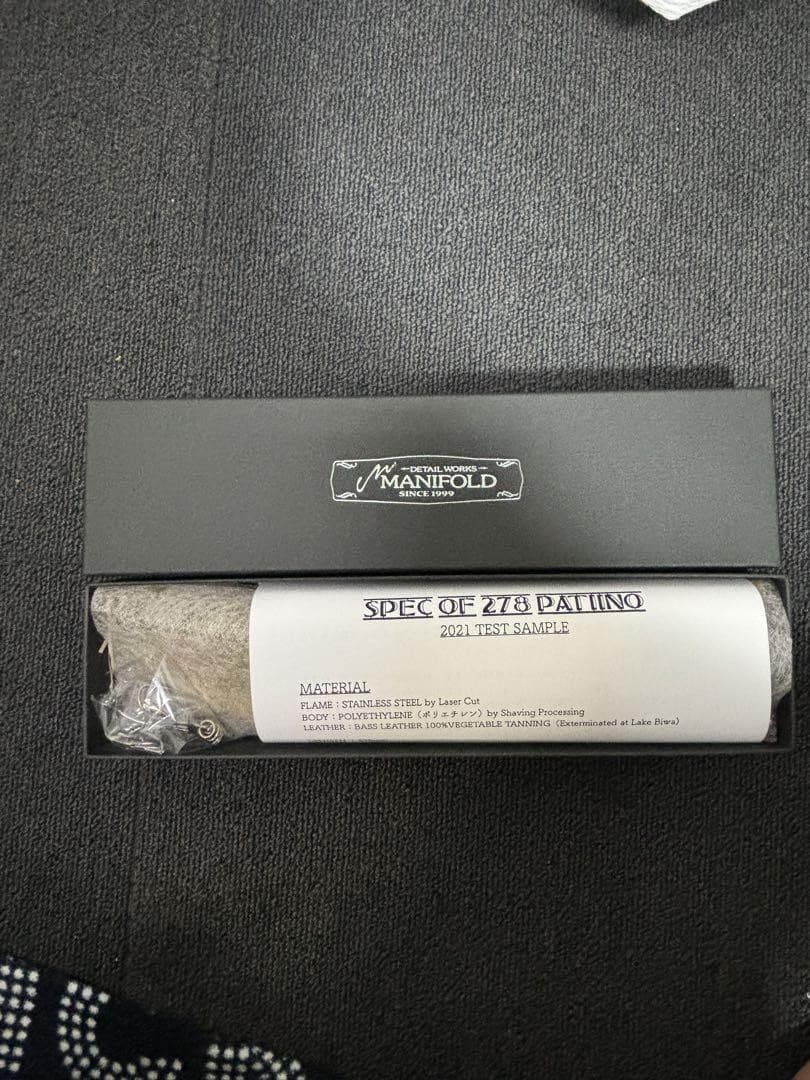 DETAIL WORKS
MANIFOLD
SINCE 1999
SPEC OF 278 PATIINO
2021 TEST SAMPLE
MATERIAL
FLAME : STAINLESS STEEL by Laser Cut
BODY : POLYETHYLENE (ポリエチレン) by Shaving Processing
LEATHER : BASS LEATHER 100%VEGETABLE TANNING (Exterminated at Lake Biwa)